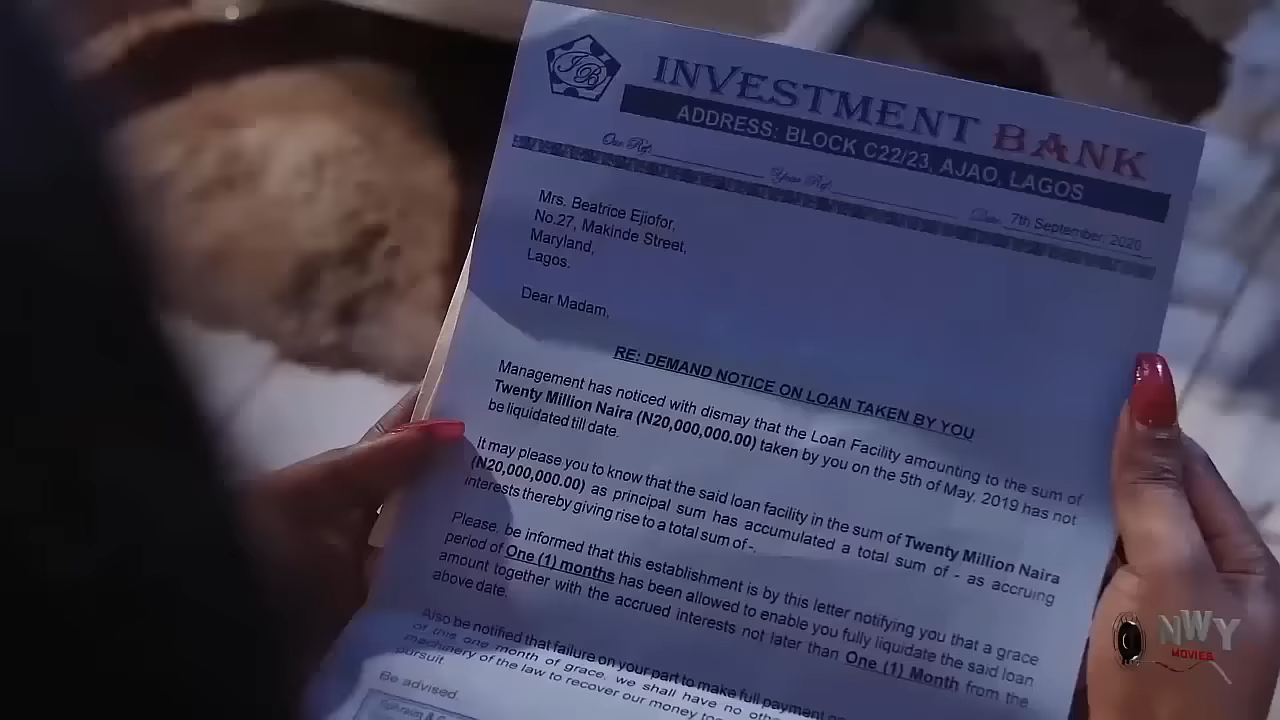 IB
INVESTMENT BANK
ADDRESS: BLOCK C22/23, AJAO, LAGOS
Our Ref: Your Ref: Date: 7th September, 2020
Mrs. Beatrice Ejiofor,
No.27, Makinde Street,
Maryland,
Lagos.
Dear Madam,
RE: DEMAND NOTICE ON LOAN TAKEN BY YOU
Management has noticed with dismay that the Loan Facility amounting to the sum of
Twenty Million Naira (N20,000,000.00) taken by you on the 5th of May, 2019 has not
be liquidated till date.
It may please you to know that the said loan facility in the sum of Twenty Million Naira
(N20,000,000.00) as principal sum has accumulated a total sum of - as accruing
interests thereby giving rise to a total sum of -.
Please, be informed that this establishment is by this letter notifying you that a grace
period of One (1) months has been allowed to enable you fully liquidate the said loan
amount together with the accrued interests not later than One (1) Month from the
above date.
Also be notified that failure on your part to make full payment
of this one month of grace, we shall have no
machinery of the law to recover our money
pursuit.
Be advised.
Ephraim &
NWY
MOVIES